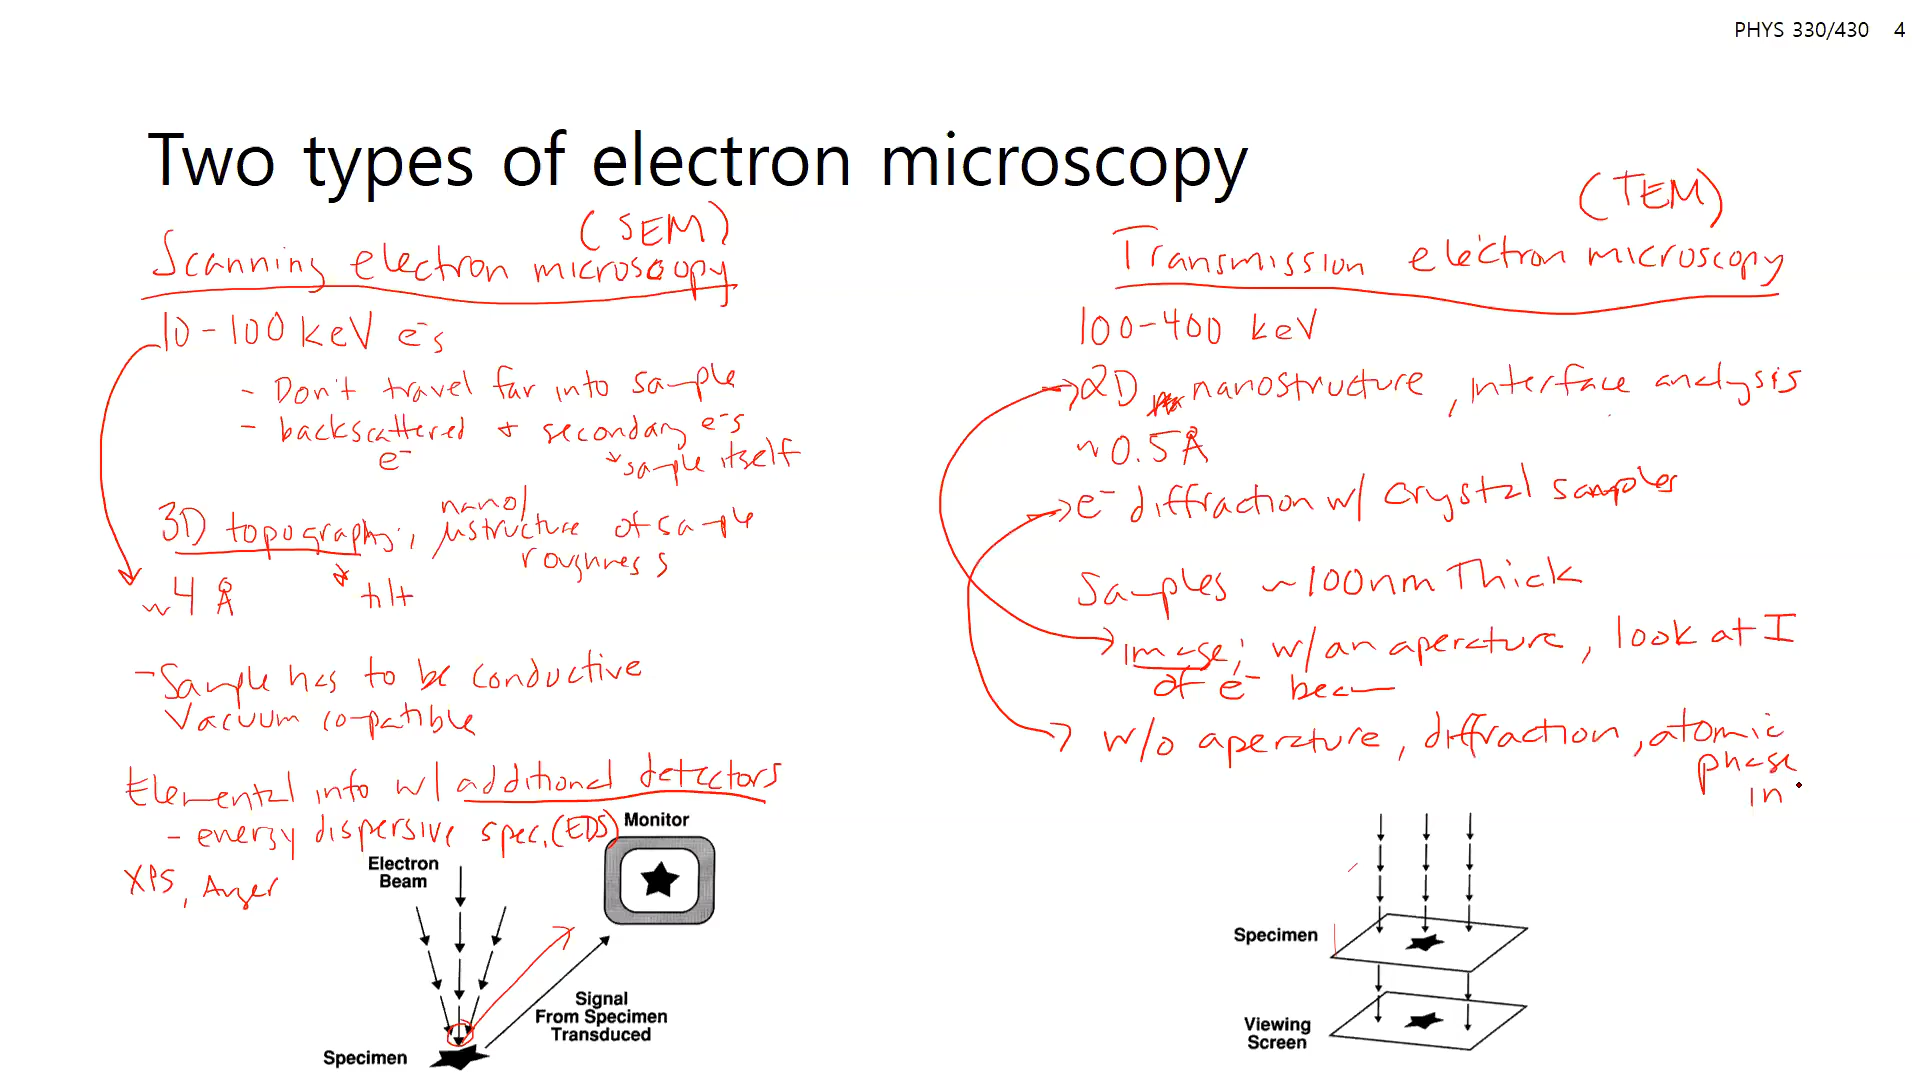 PHYS 330/430 4
Two types of electron microscopy
(SEM)
Scanning electron microscopy
10-100 keV e⁻s
- Don't travel far into sample
- backscattered + secondary e⁻s
e⁻
sample itself
3D topography; nano/
μstructure of sample
roughness
tilt
~4 Å
- Sample has to be conductive
Vacuum compatible
Elemental info w/ additional detectors
- energy dispersive spec. (EDS)
XPS, Auger
Monitor
Electron
Beam
Signal
From Specimen
Transduced
Specimen
(TEM)
Transmission electron microscopy
100-400 keV
2D nanostructure, interface analysis
~0.5 Å
e⁻ diffraction w/ crystal samples
Samples ~100nm Thick
image; w/ an aperature, look at I
of e⁻ beam
w/o aperature, diffraction, atomic
phase
in
Specimen
Viewing
Screen